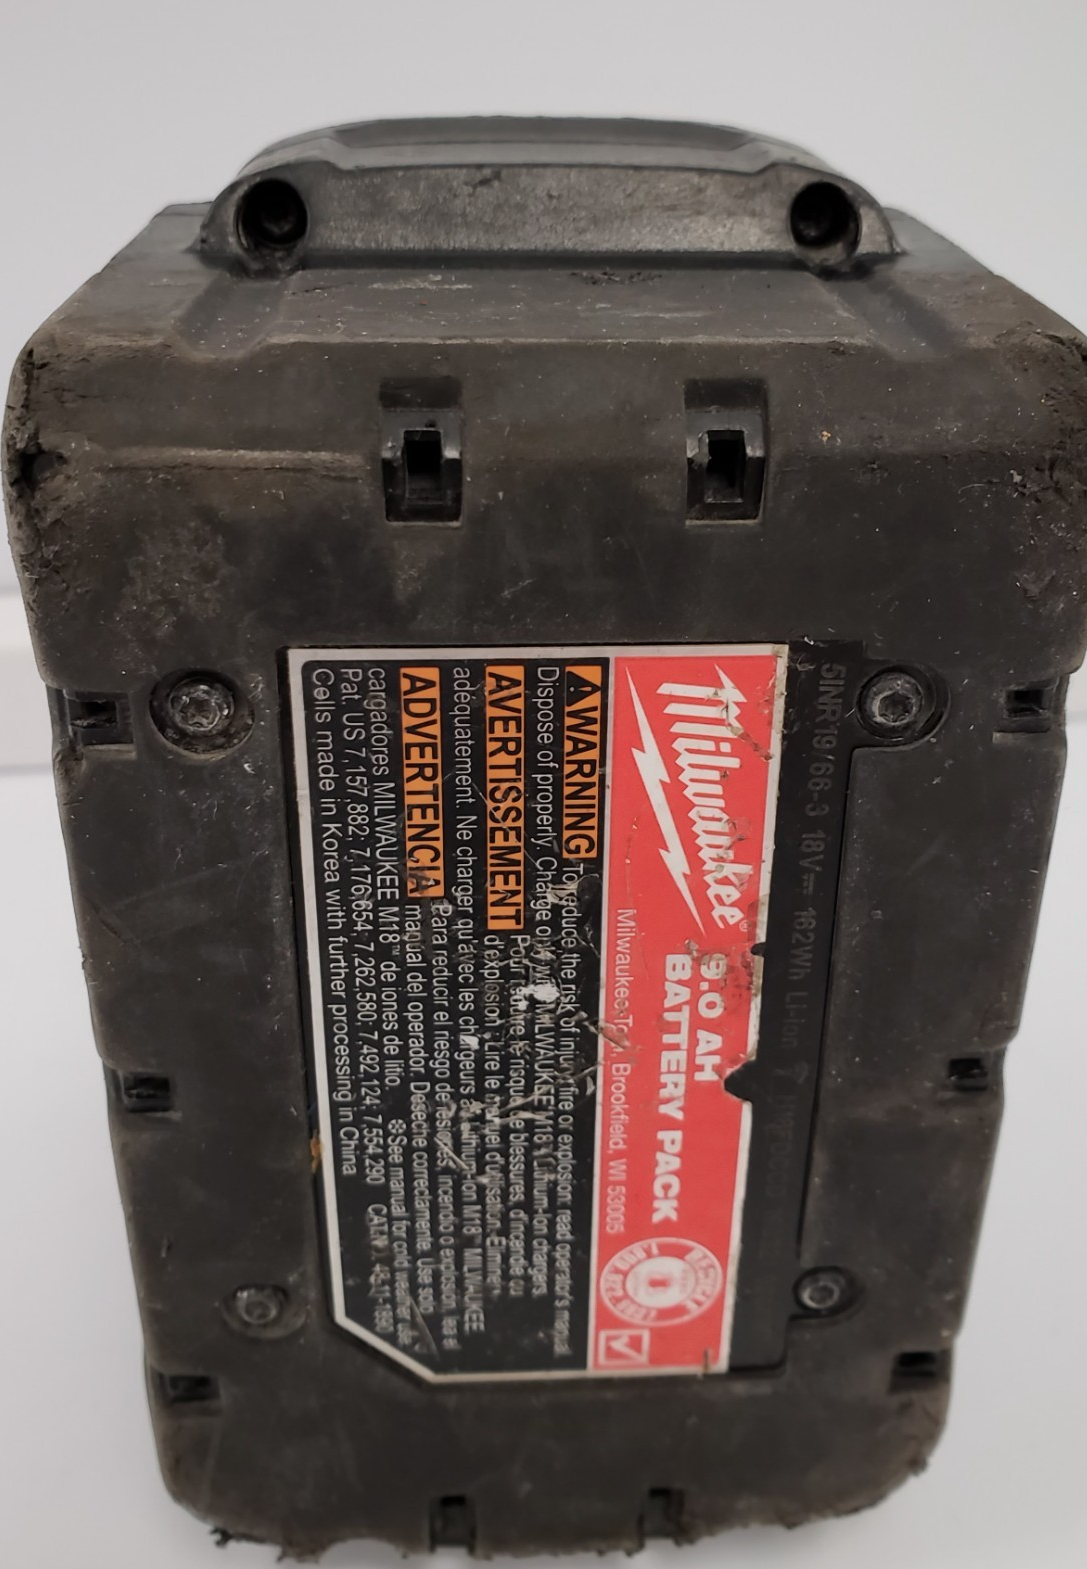 5INR19/66-3 18V⎓ 162Wh Li-Ion
Milwaukee®
9.0 AH
BATTERY PACK
Milwaukee Tool, Brookfield, WI 53005
⚠WARNING To reduce the risk of injury, fire or explosion: read operator's manual.
Dispose of properly. Charge only with MILWAUKEE M18™ Lithium-Ion chargers
AVERTISSEMENT Pour réduire le risque de blessures, d'incendie ou
d'explosion. Lire le manuel d'utilisation. Éliminer
adéquatement. Ne charger qu'avec les chargeurs au lithium-ion M18™ MILWAUKEE
ADVERTENCIA Para reducir el riesgo de lesiones, incendio o explosion, lea el
manual del operador. Deseche correctamente. Use solo
cargadores MILWAUKEE M18™ de iones de litio. See manual for cold weather use
Pat. US 7,157,882; 7,176,654; 7,262,580; 7,492,124; 7,554,290 CAT.
Cells made in Korea with further processing in China